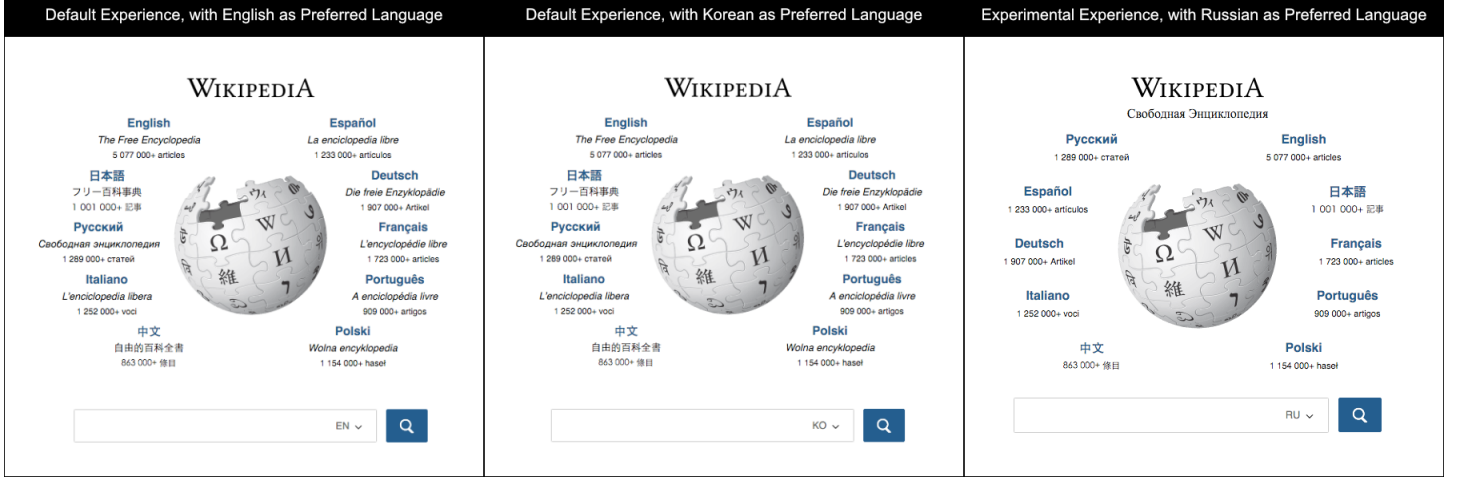 Default Experience, with English as Preferred Language
WIKIPEDIA
English
The Free Encyclopedia
5 077 000+ articles
Español
La enciclopedia libre
1 233 000+ artículos
日本語
フリー百科事典
1 001 000+ 記事
Deutsch
Die freie Enzyklopädie
1 907 000+ Artikel
Русский
Свободная энциклопедия
1 289 000+ статей
Français
L'encyclopédie libre
1 723 000+ articles
Italiano
L'enciclopedia libera
1 252 000+ voci
Português
A enciclopédia livre
909 000+ artigos
中文
自由的百科全書
863 000+ 條目
Polski
Wolna encyklopedia
1 154 000+ haseł
Ω
W
И
維
EN
Default Experience, with Korean as Preferred Language
WIKIPEDIA
English
The Free Encyclopedia
5 077 000+ articles
Español
La enciclopedia libre
1 233 000+ artículos
日本語
フリー百科事典
1 001 000+ 記事
Deutsch
Die freie Enzyklopädie
1 907 000+ Artikel
Русский
Свободная энциклопедия
1 289 000+ статей
Français
L'encyclopédie libre
1 723 000+ articles
Italiano
L'enciclopedia libera
1 252 000+ voci
Português
A enciclopédia livre
909 000+ artigos
中文
自由的百科全書
863 000+ 條目
Polski
Wolna encyklopedia
1 154 000+ haseł
Ω
W
И
維
KO
Experimental Experience, with Russian as Preferred Language
WIKIPEDIA
Свободная Энциклопедия
Русский
1 289 000+ статей
English
5 077 000+ articles
Español
1 233 000+ artículos
日本語
1 001 000+ 記事
Deutsch
1 907 000+ Artikel
Français
1 723 000+ articles
Italiano
1 252 000+ voci
Português
909 000+ artigos
中文
863 000+ 條目
Polski
1 154 000+ haseł
Ω
W
И
維
RU